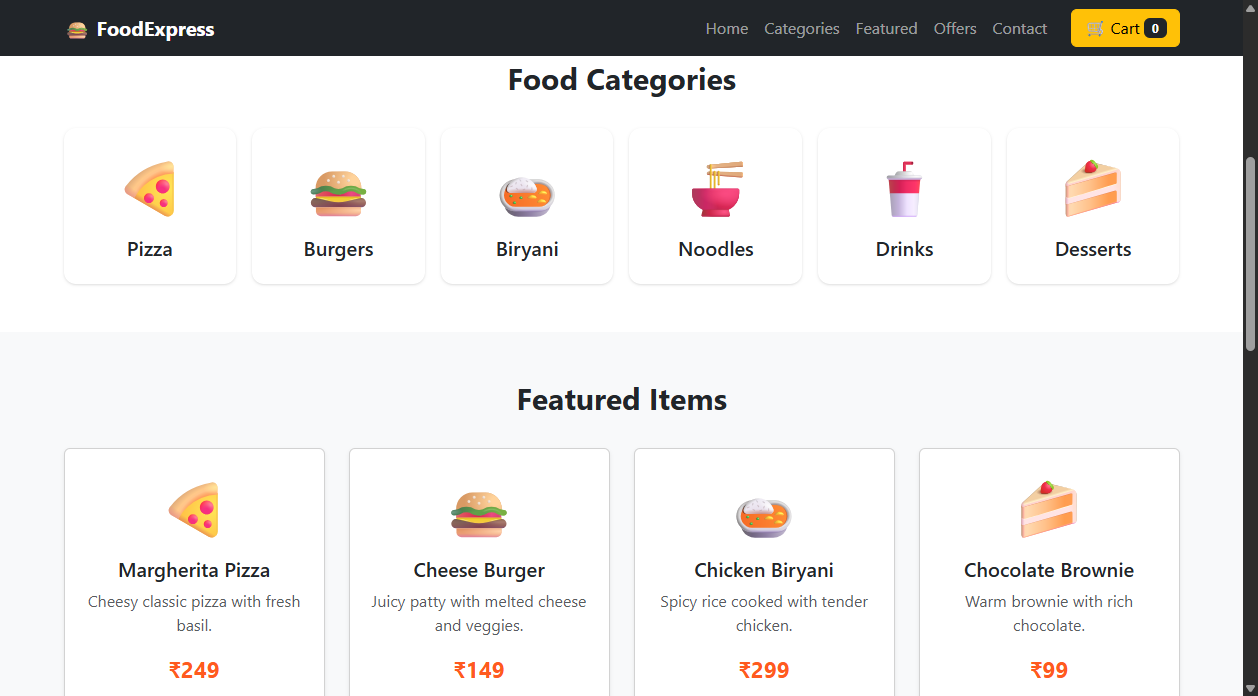 FoodExpress
Home Categories Featured Offers Contact Cart 0
Food Categories
Pizza Burgers Biryani Noodles Drinks Desserts
Featured Items
Margherita Pizza
Cheesy classic pizza with fresh
basil.
₹249
Cheese Burger
Juicy patty with melted cheese
and veggies.
₹149
Chicken Biryani
Spicy rice cooked with tender
chicken.
₹299
Chocolate Brownie
Warm brownie with rich
chocolate.
₹99